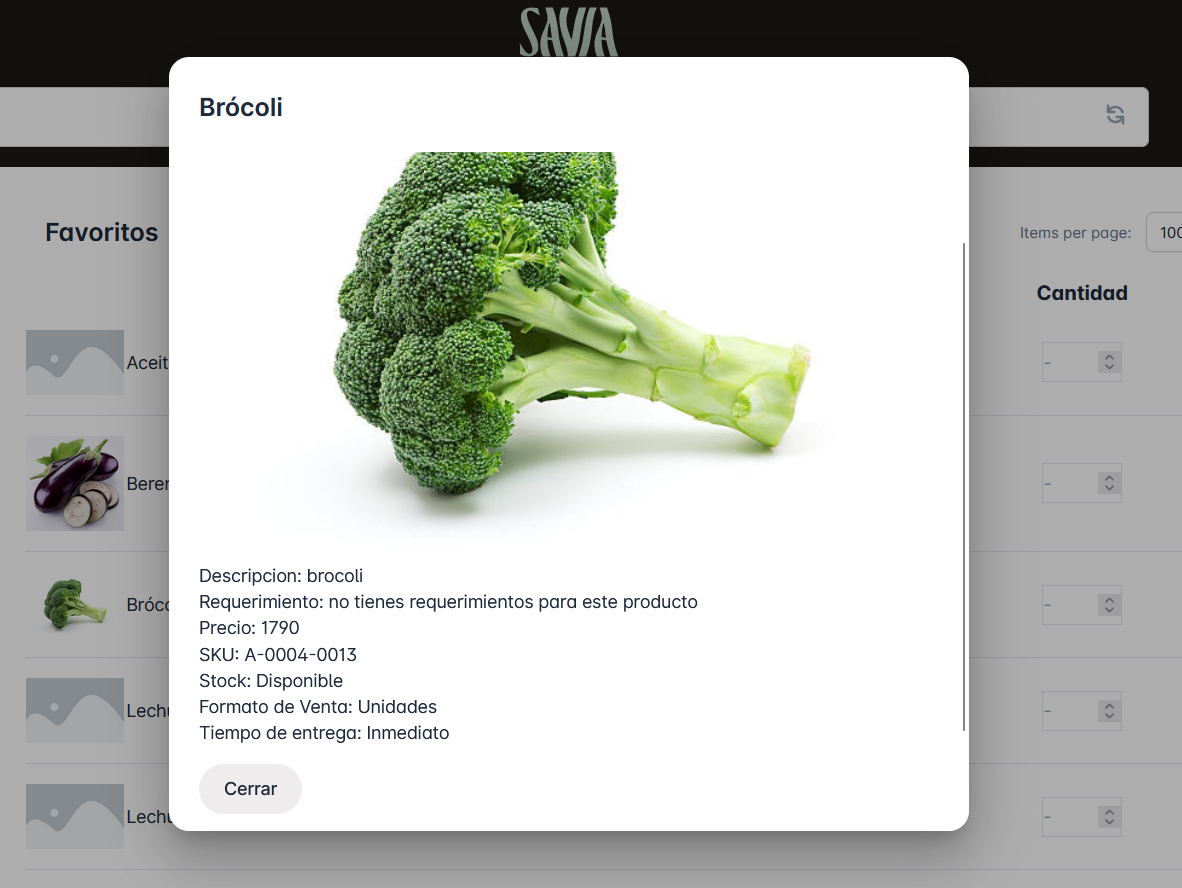 SAVIA
Brócoli
Favoritos
Items per page: 100
Cantidad
Aceit
-
Beren
-
Bróco
-
Lechu
-
Lechu
-
Descripcion: brocoli
Requerimiento: no tienes requerimientos para este producto
Precio: 1790
SKU: A-0004-0013
Stock: Disponible
Formato de Venta: Unidades
Tiempo de entrega: Inmediato
Cerrar